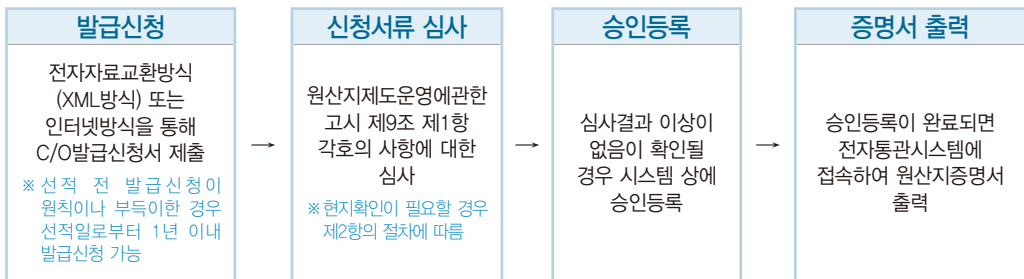 발급신청
전자자료교환방식
(XML방식) 또는
인터넷방식을 통해
C/O발급신청서 제출
※ 선적 전 발급신청이
원칙이나 부득이한 경우
선적일로부터 1년 이내
발급신청 가능
→
신청서류 심사
원산지제도운영에관한
고시 제9조 제1항
각호의 사항에 대한
심사
※ 현지확인이 필요할 경우
제2항의 절차에 따름
→
승인등록
심사결과 이상이
없음이 확인될
경우 시스템 상에
승인등록
→
증명서 출력
승인등록이 완료되면
전자통관시스템에
접속하여 원산지증명서
출력